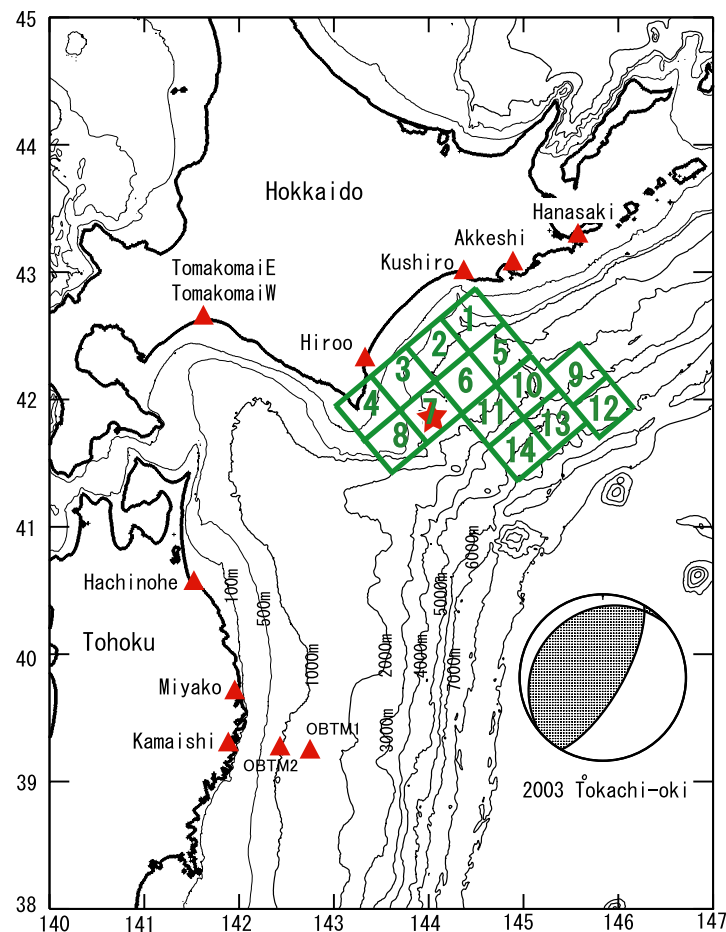 45
44
Hokkaido
Hanasaki
Akkeshi
Kushiro
43
TomakomaiE
TomakomaiW
Hiroo
1
2
5
3
9
6
10
42
4
7
11
12
8
13
14
41
6000m
Hachinohe
100m
500m
5000m
Tohoku
40
1000m
2000m
4000m
7000m
Miyako
3000m
OBTM1
Kamaishi
OBTM2
39
2003 Tokachi-oki
38
140
141
142
143
144
145
146
147